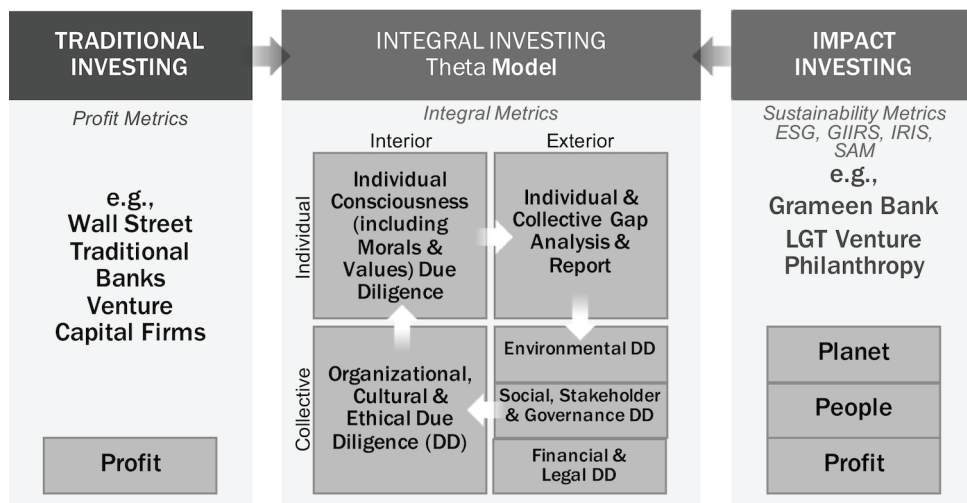 TRADITIONAL
INVESTING
Profit Metrics
e.g.,
Wall Street
Traditional
Banks
Venture
Capital Firms
Profit
INTEGRAL INVESTING
Theta Model
Integral Metrics
Interior
Exterior
Individual
Individual
Consciousness
(including
Morals &
Values) Due
Diligence
Individual &
Collective Gap
Analysis &
Report
Collective
Organizational,
Cultural &
Ethical Due
Diligence (DD)
Environmental DD
Social, Stakeholder
& Governance DD
Financial &
Legal DD
IMPACT
INVESTING
Sustainability Metrics
ESG, GIIRS, IRIS,
SAM
e.g.,
Grameen Bank
LGT Venture
Philanthropy
Planet
People
Profit